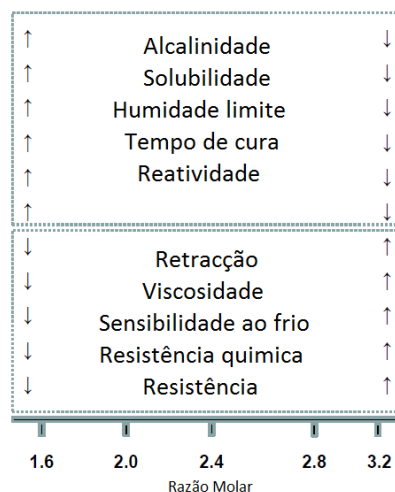 ↑ Alcalinidade ↓
↑ Solubilidade ↓
↑ Humidade limite ↓
↑ Tempo de cura ↓
↑ Reatividade ↓
↑ ↓
↓ Retracção ↑
↓ Viscosidade ↑
↓ Sensibilidade ao frio ↑
↓ Resistência quimica ↑
↓ Resistência ↑
1.6 2.0 2.4 2.8 3.2
Razão Molar